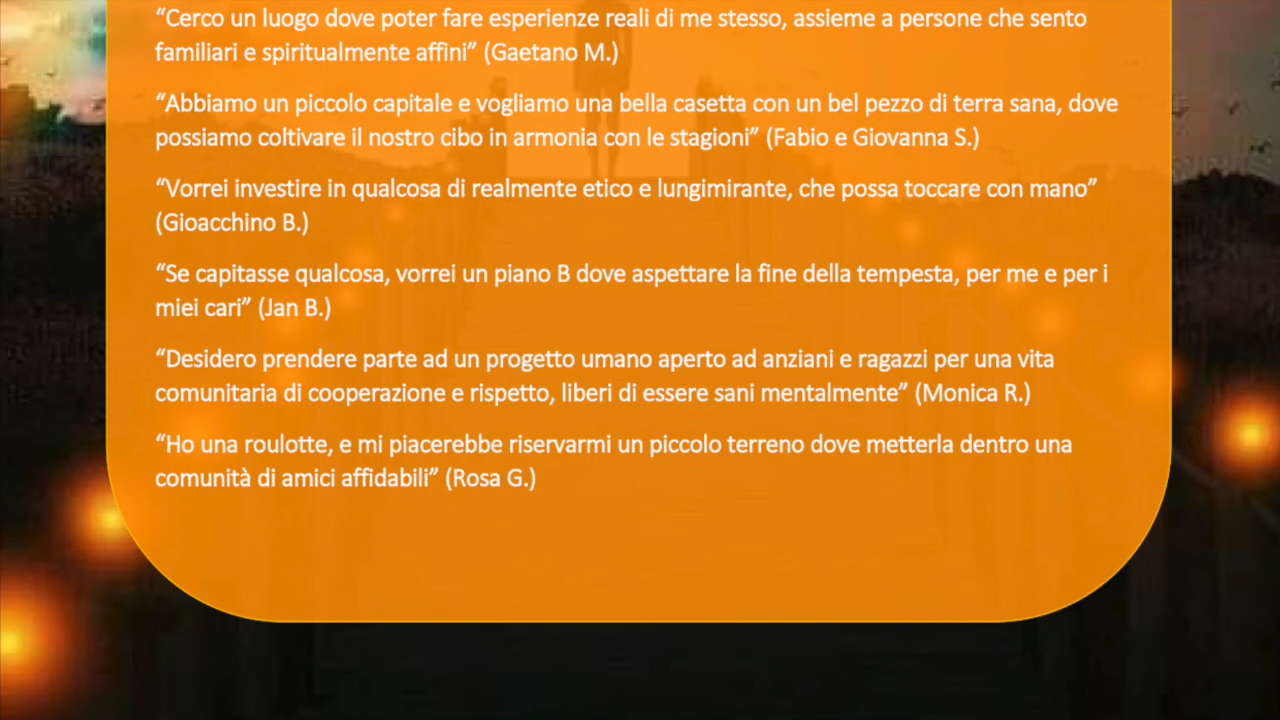 “Cerco un luogo dove poter fare esperienze reali di me stesso, assieme a persone che sento
familiari e spiritualmente affini” (Gaetano M.)
“Abbiamo un piccolo capitale e vogliamo una bella casetta con un bel pezzo di terra sana, dove
possiamo coltivare il nostro cibo in armonia con le stagioni” (Fabio e Giovanna S.)
“Vorrei investire in qualcosa di realmente etico e lungimirante, che possa toccare con mano”
(Gioacchino B.)
“Se capitasse qualcosa, vorrei un piano B dove aspettare la fine della tempesta, per me e per i
miei cari” (Jan B.)
“Desidero prendere parte ad un progetto umano aperto ad anziani e ragazzi per una vita
comunitaria di cooperazione e rispetto, liberi di essere sani mentalmente” (Monica R.)
“Ho una roulotte, e mi piacerebbe riservarmi un piccolo terreno dove metterla dentro una
comunità di amici affidabili” (Rosa G.)